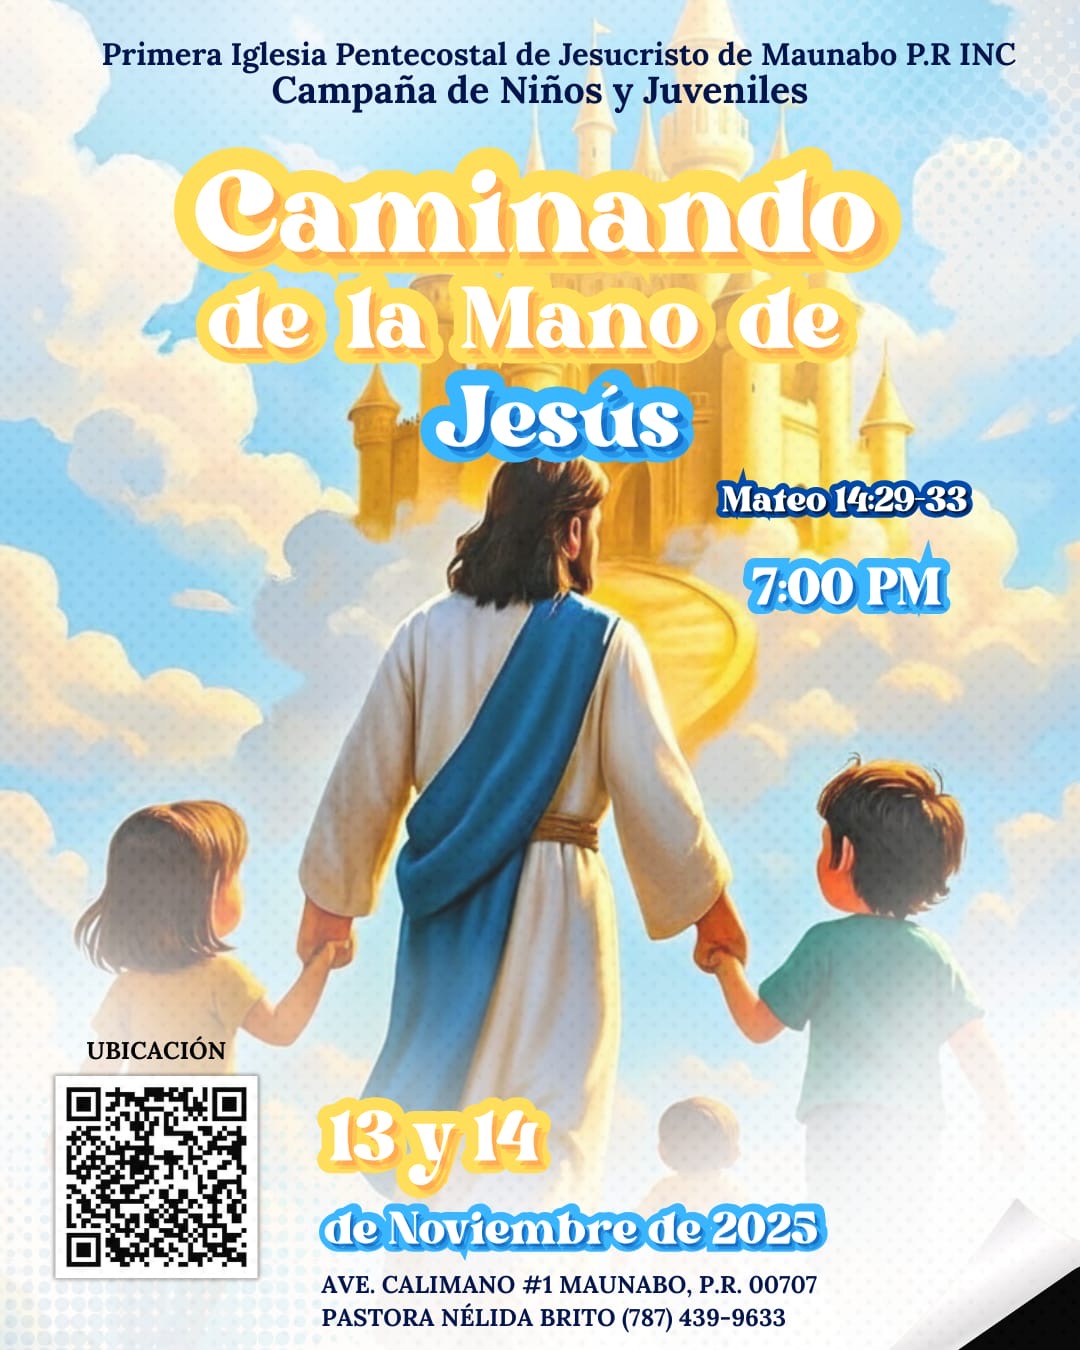 Primera Iglesia Pentecostal de Jesucristo de Maunabo P.R INC
Campaña de Niños y Juveniles
Caminando
de la Mano de
Jesús
Mateo 14:29-33
7:00 PM
UBICACIÓN
13 y 14
de Noviembre de 2025
AVE. CALIMANO #1 MAUNABO, P.R. 00707
PASTORA NÉLIDA BRITO (787) 439-9633